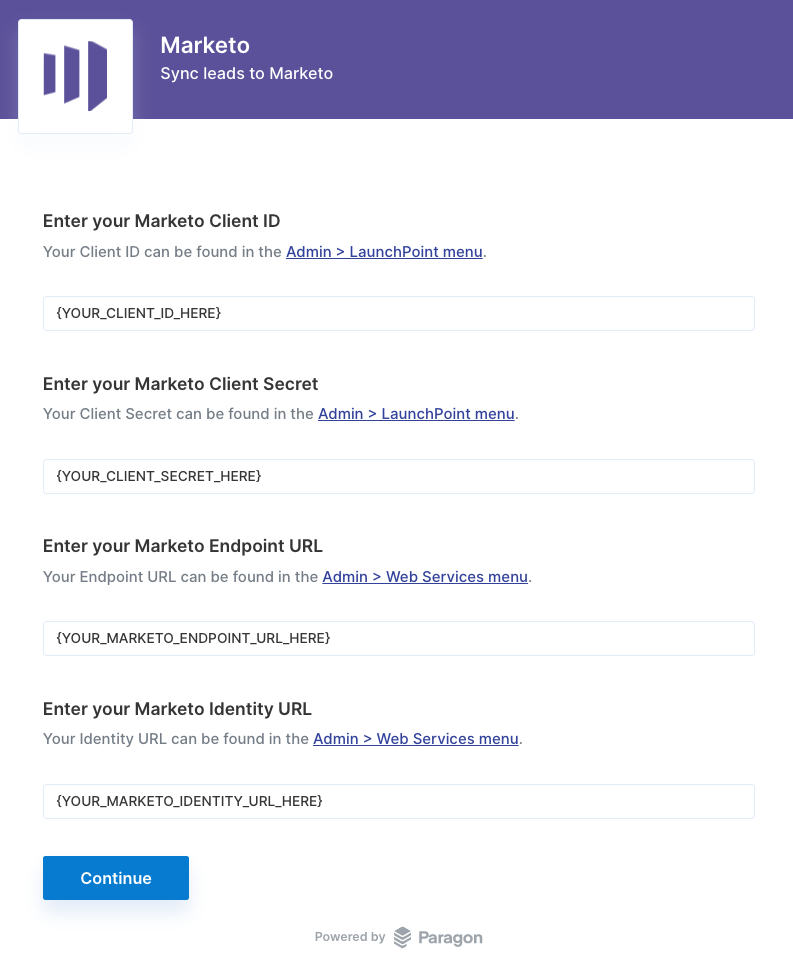 Marketo
Sync leads to Marketo
Enter your Marketo Client ID
Your Client ID can be found in the Admin > LaunchPoint menu.
{YOUR_CLIENT_ID_HERE}
Enter your Marketo Client Secret
Your Client Secret can be found in the Admin > LaunchPoint menu.
{YOUR_CLIENT_SECRET_HERE}
Enter your Marketo Endpoint URL
Your Endpoint URL can be found in the Admin > Web Services menu.
{YOUR_MARKETO_ENDPOINT_URL_HERE}
Enter your Marketo Identity URL
Your Identity URL can be found in the Admin > Web Services menu.
{YOUR_MARKETO_IDENTITY_URL_HERE}
Continue
Powered by Paragon